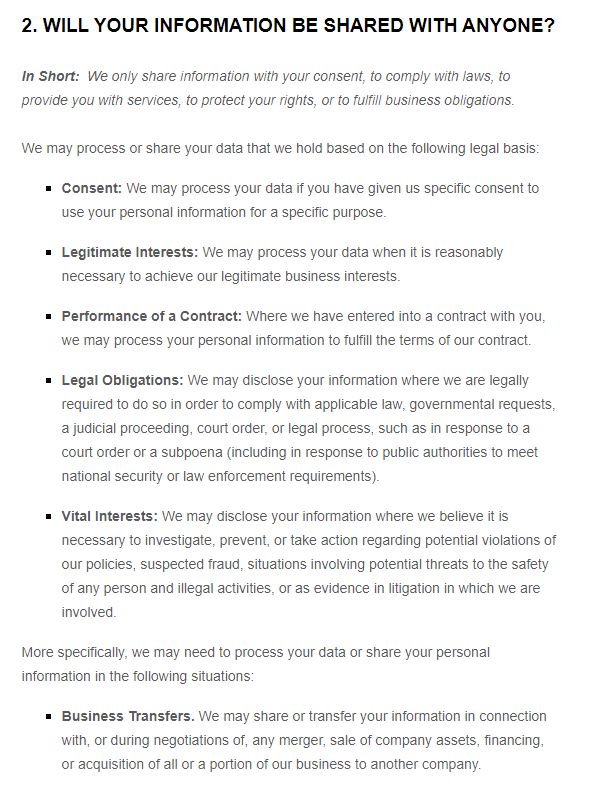 2. WILL YOUR INFORMATION BE SHARED WITH ANYONE?
In Short: We only share information with your consent, to comply with laws, to
provide you with services, to protect your rights, or to fulfill business obligations.
We may process or share your data that we hold based on the following legal basis:
Consent: We may process your data if you have given us specific consent to
use your personal information for a specific purpose.
Legitimate Interests: We may process your data when it is reasonably
necessary to achieve our legitimate business interests.
Performance of a Contract: Where we have entered into a contract with you,
we may process your personal information to fulfill the terms of our contract.
Legal Obligations: We may disclose your information where we are legally
required to do so in order to comply with applicable law, governmental requests,
a judicial proceeding, court order, or legal process, such as in response to a
court order or a subpoena (including in response to public authorities to meet
national security or law enforcement requirements).
Vital Interests: We may disclose your information where we believe it is
necessary to investigate, prevent, or take action regarding potential violations of
our policies, suspected fraud, situations involving potential threats to the safety
of any person and illegal activities, or as evidence in litigation in which we are
involved.
More specifically, we may need to process your data or share your personal
information in the following situations:
Business Transfers. We may share or transfer your information in connection
with, or during negotiations of, any merger, sale of company assets, financing,
or acquisition of all or a portion of our business to another company.